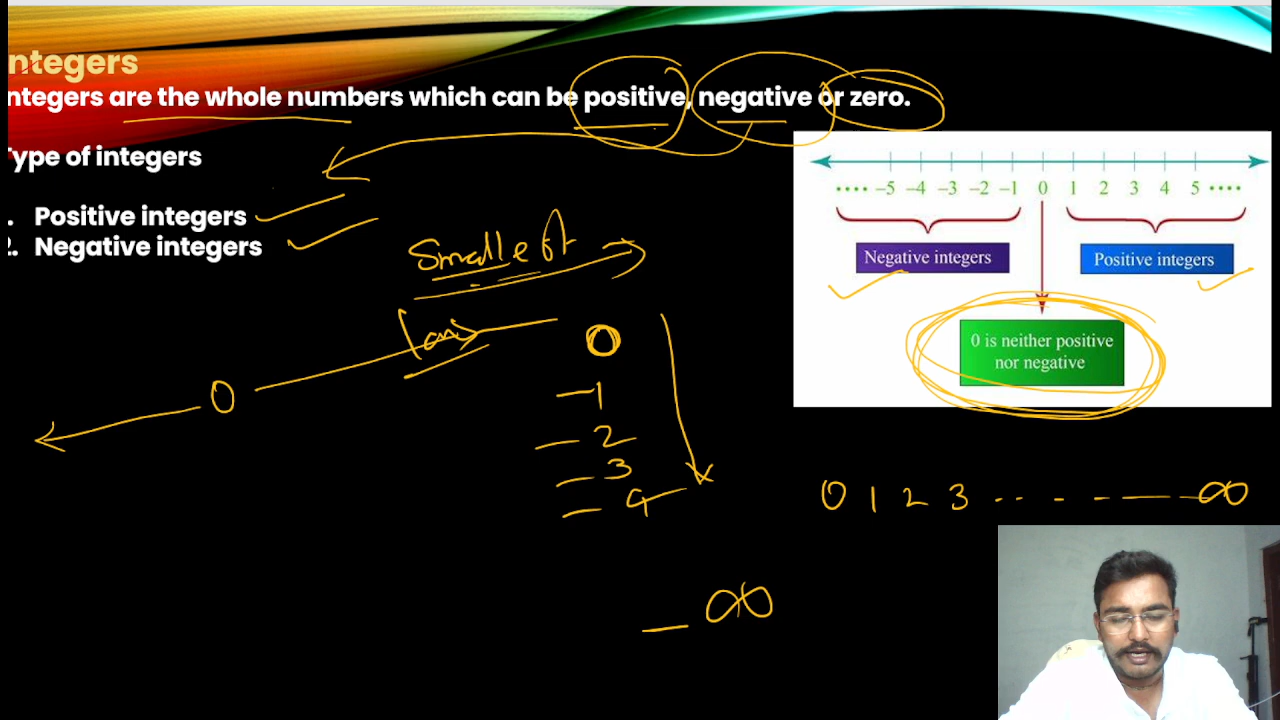 ntegers
ntegers are the whole numbers which can be positive, negative or zero.
Type of integers
. Positive integers
2. Negative integers
.... –5 –4 –3 –2 –1 0 1 2 3 4 5 ....
Negative integers
Positive integers
0 is neither positive
nor negative
Smallest
0
0
–1
– 2
– 3
– 4
0 1 2 3 .. . - - — ∞
– ∞